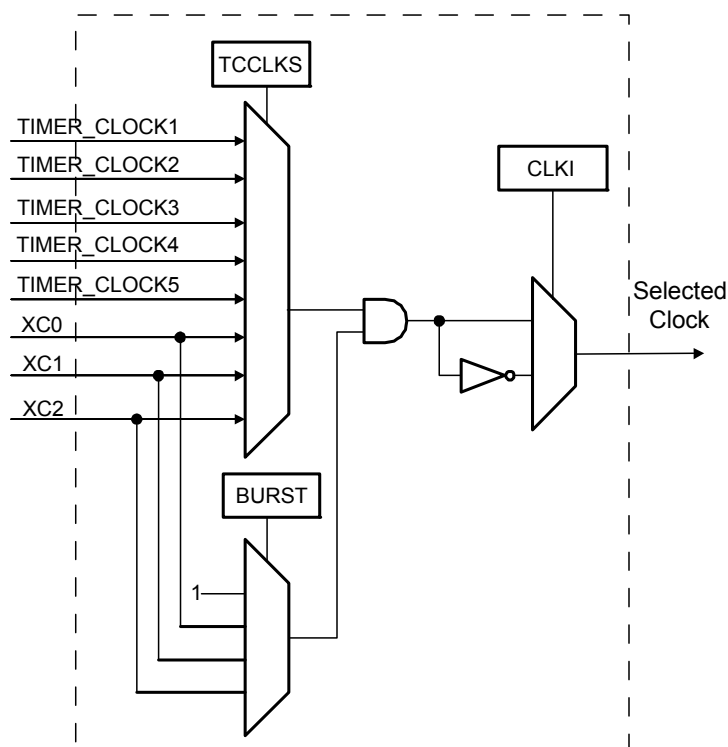 TCCLKS
TIMER_CLOCK1
TIMER_CLOCK2
CLKI
TIMER_CLOCK3
TIMER_CLOCK4
TIMER_CLOCK5
Selected
Clock
XC0
XC1
XC2
BURST
1